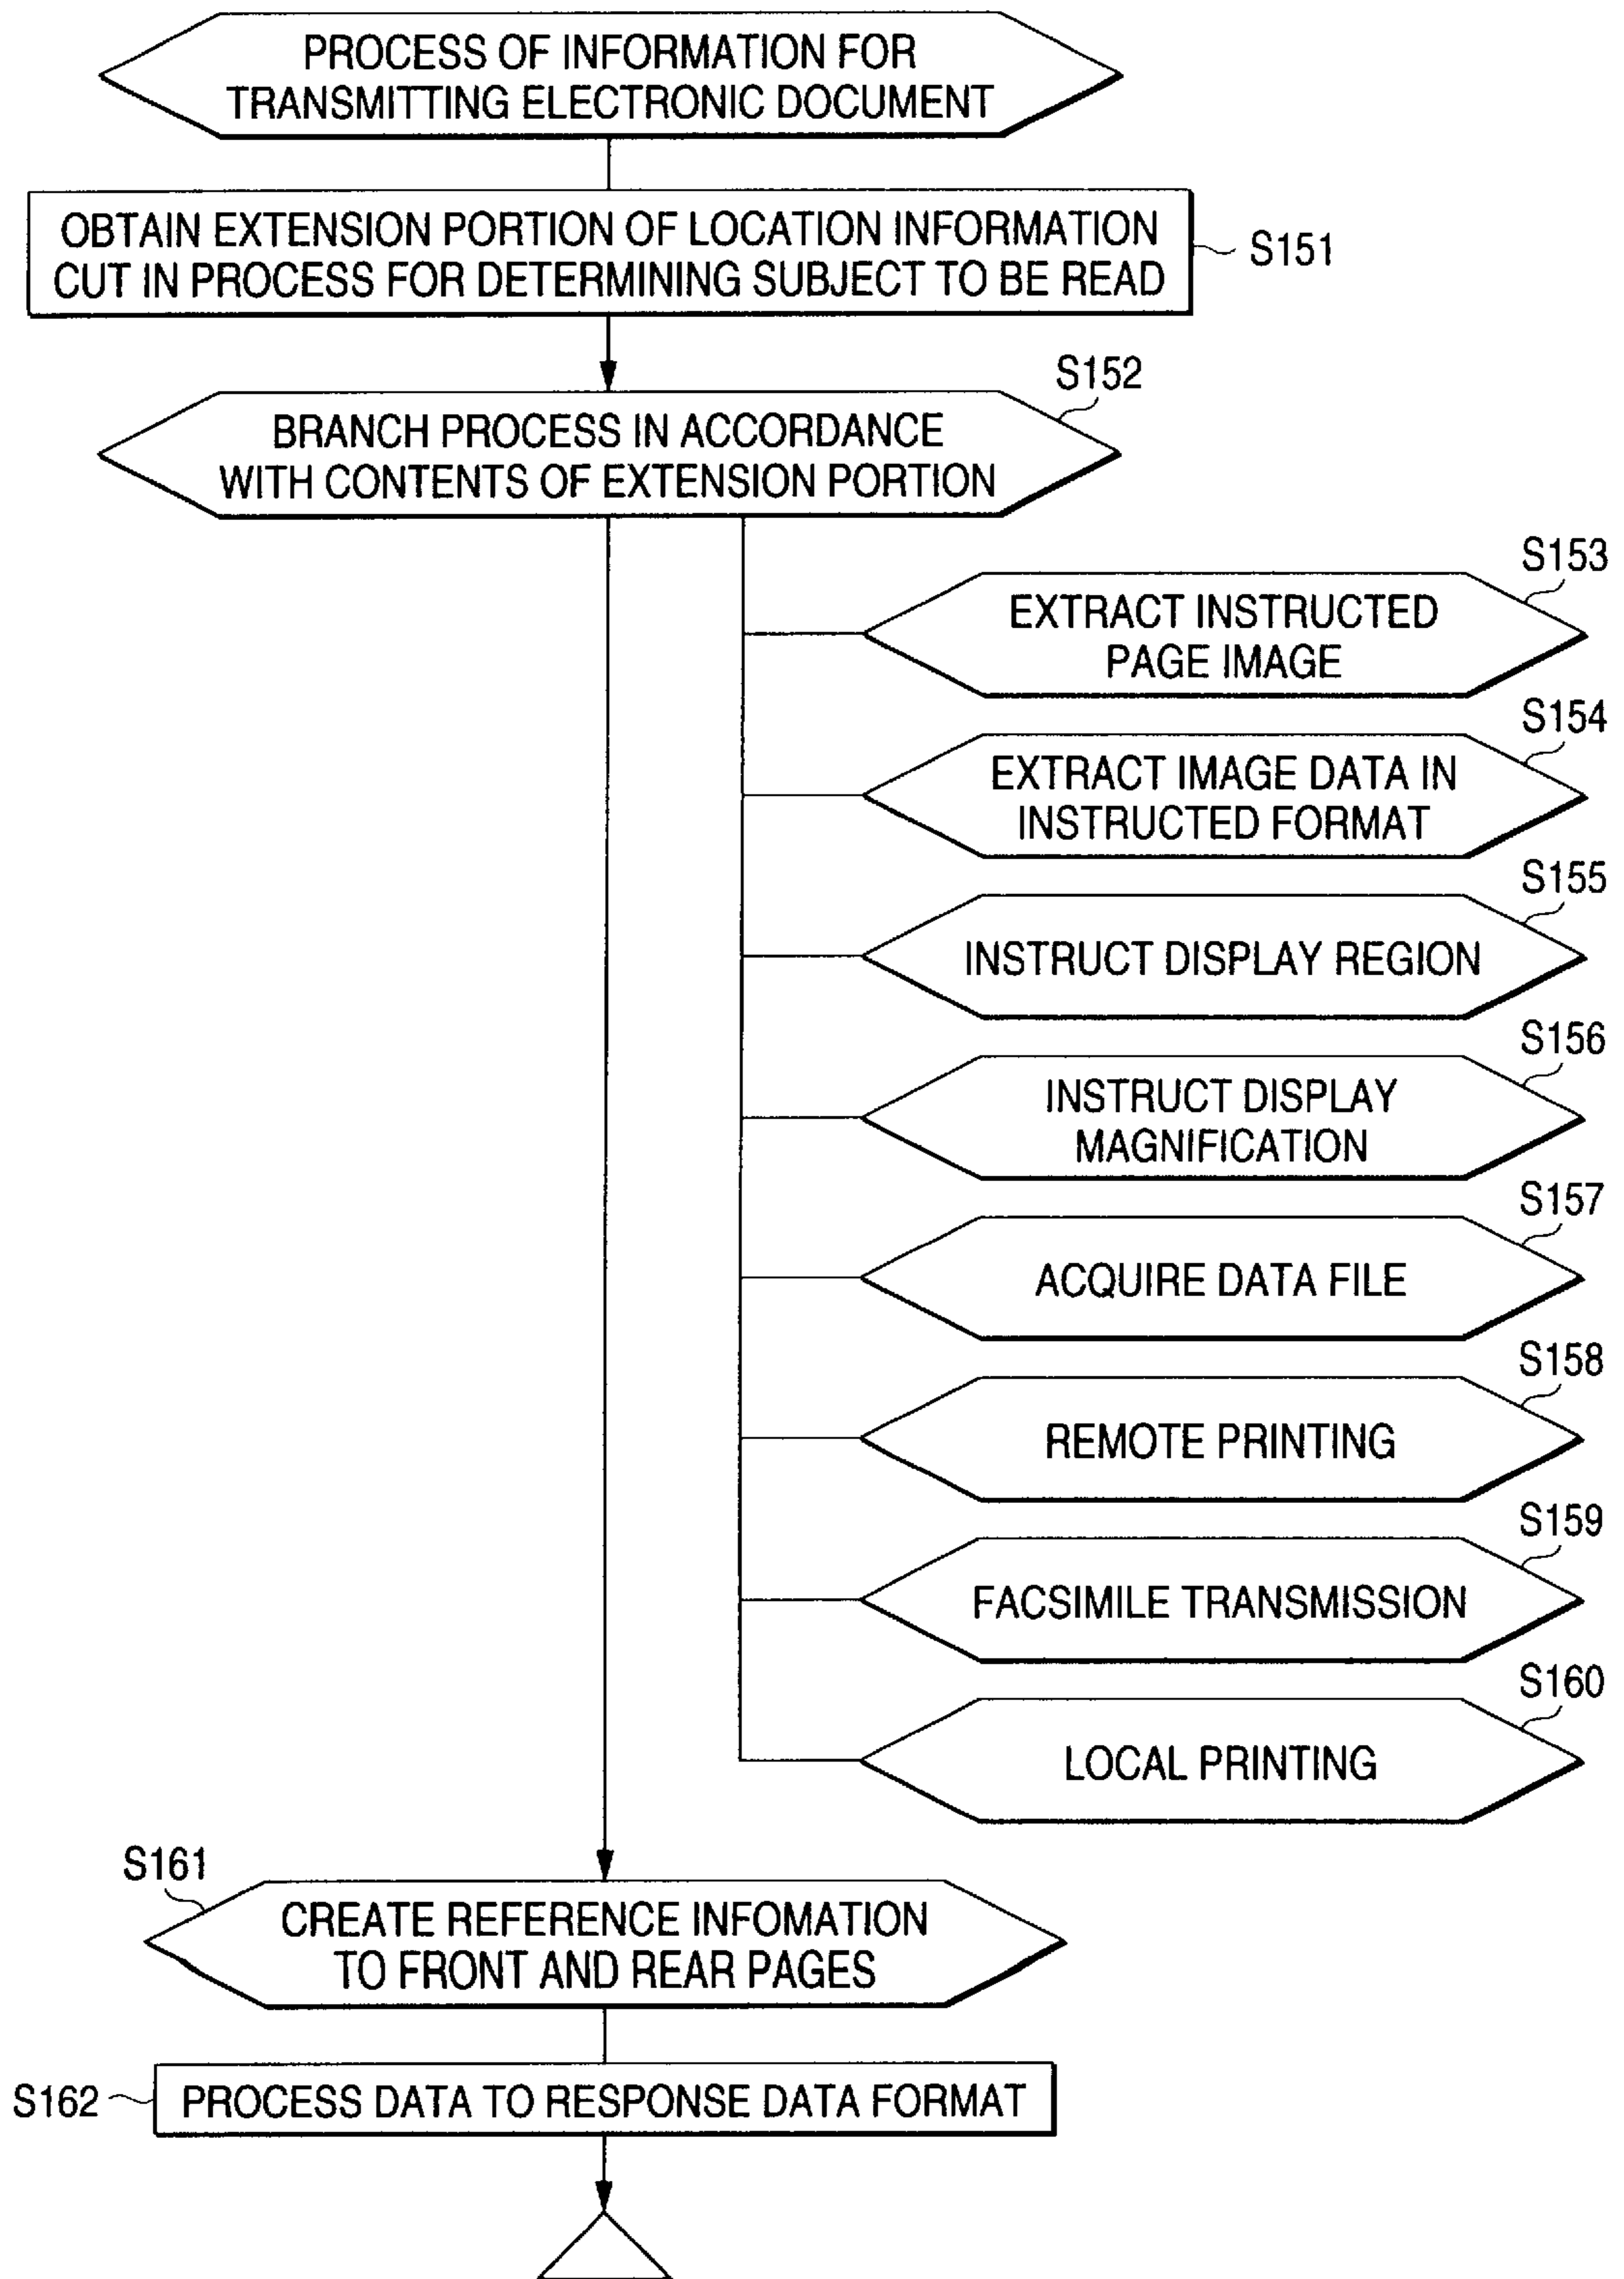 PROCESS OF INFORMATION FOR
TRANSMITTING ELECTRONIC DOCUMENT
OBTAIN EXTENSION PORTION OF LOCATION INFORMATION
CUT IN PROCESS FOR DETERMINING SUBJECT TO BE READ
S151
S152
BRANCH PROCESS IN ACCORDANCE
WITH CONTENTS OF EXTENSION PORTION
S153
EXTRACT INSTRUCTED
PAGE IMAGE
S154
EXTRACT IMAGE DATA IN
INSTRUCTED FORMAT
S155
INSTRUCT DISPLAY REGION
S156
INSTRUCT DISPLAY
MAGNIFICATION
S157
ACQUIRE DATA FILE
S158
REMOTE PRINTING
S159
FACSIMILE TRANSMISSION
S160
LOCAL PRINTING
S161
CREATE REFERENCE INFOMATION
TO FRONT AND REAR PAGES
S162
PROCESS DATA TO RESPONSE DATA FORMAT